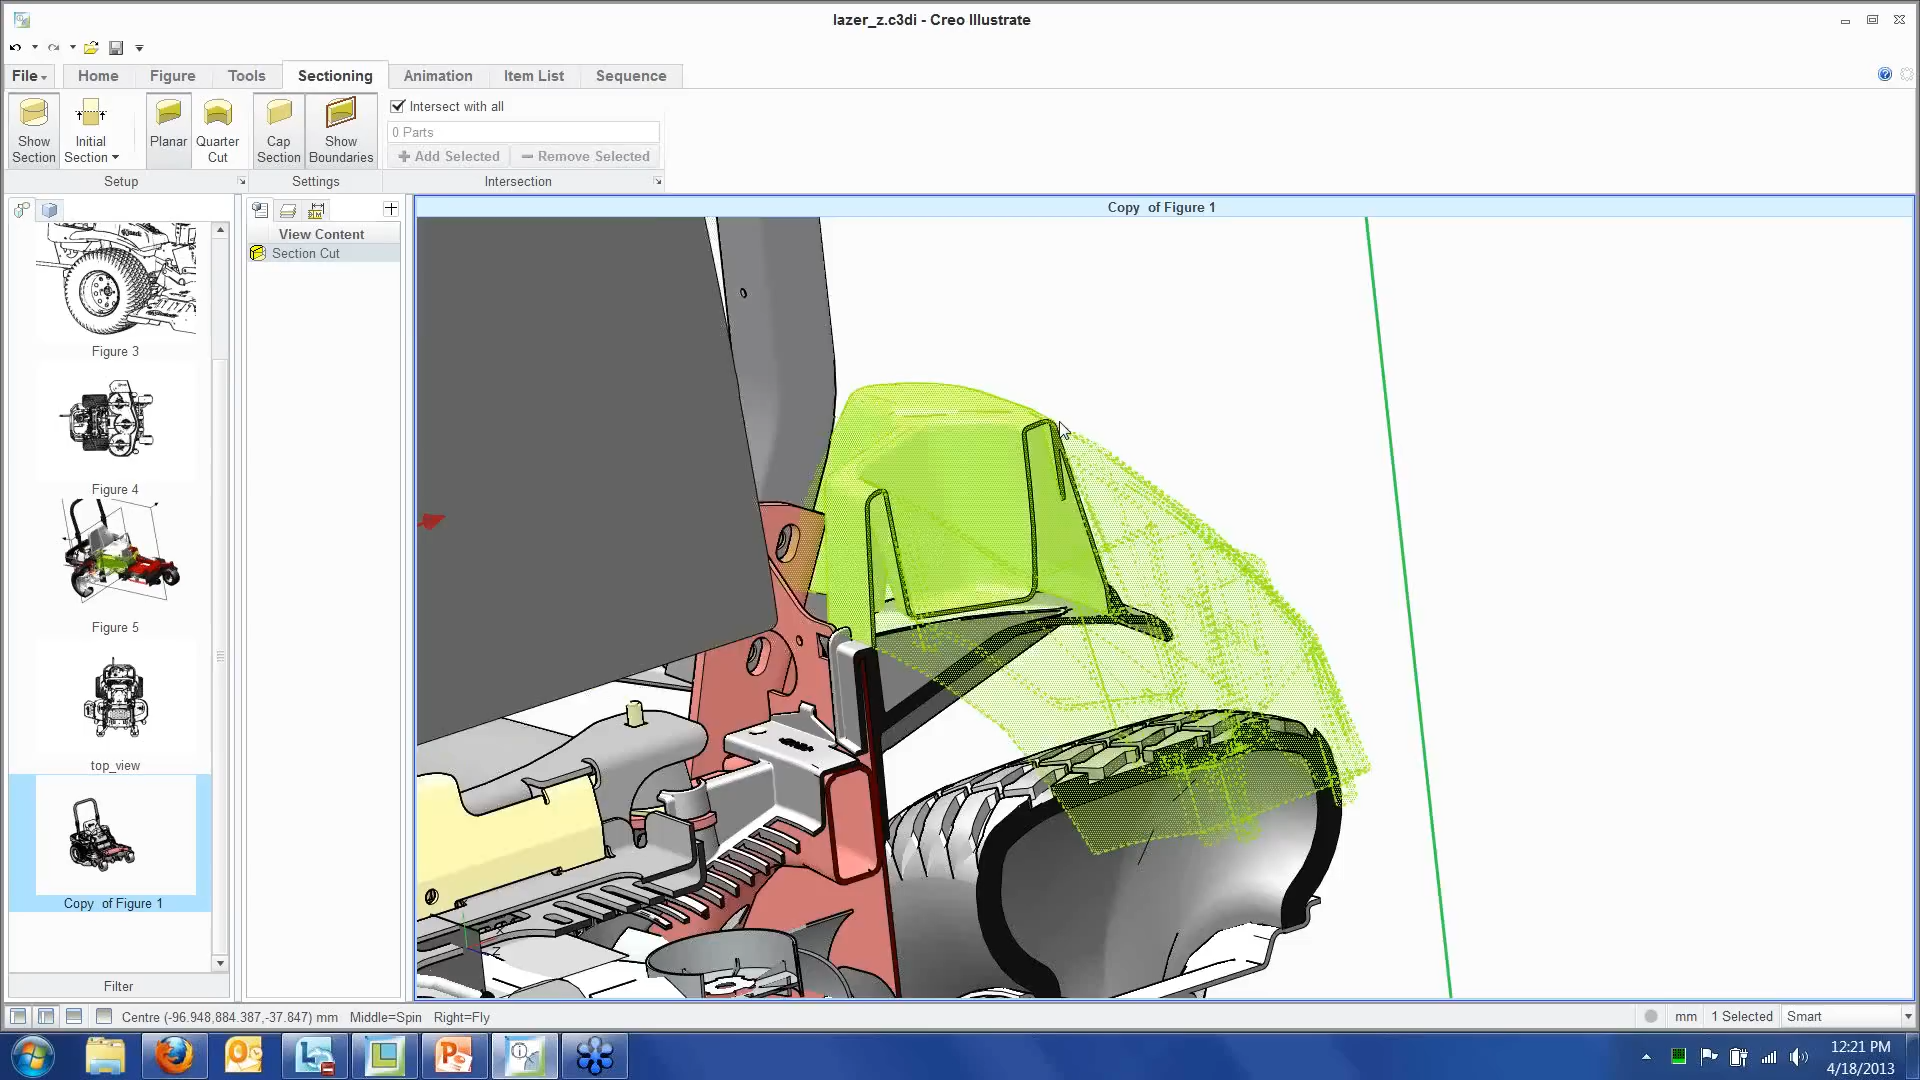 lazer_z.c3di - Creo Illustrate
File
Home
Figure
Tools
Sectioning
Animation
Item List
Sequence
Show
Section
Initial
Section
Planar
Quarter
Cut
Cap
Section
Show
Boundaries
Intersect with all
0 Parts
Add Selected
Remove Selected
Setup
Settings
Intersection
Figure 3
Figure 4
Figure 5
top_view
Copy of Figure 1
Filter
View Content
Section Cut
Copy of Figure 1
Z
Centre (-96.948,884.387,-37.847) mm Middle=Spin Right=Fly
mm
1 Selected
Smart
12:21 PM
4/18/2013